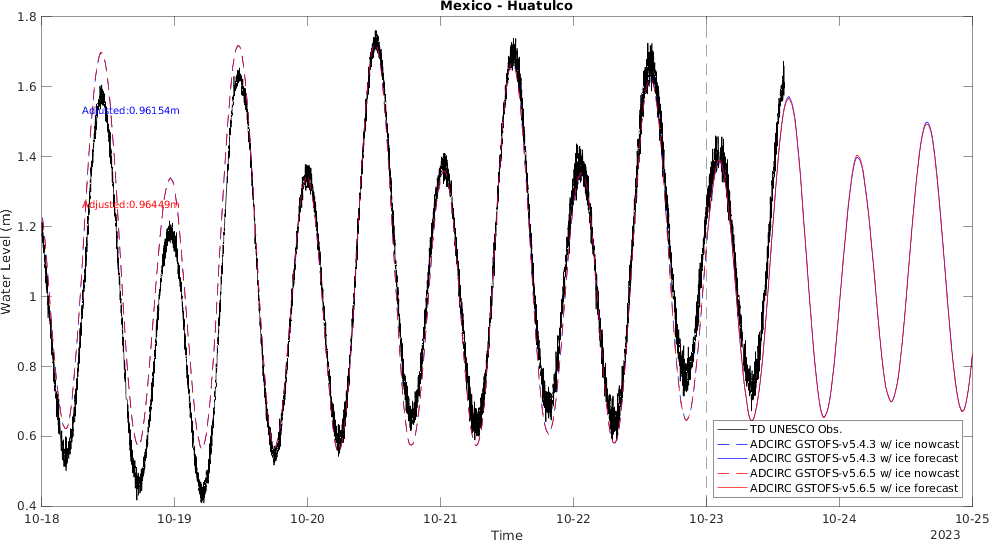 Mexico - Huatulco
1.8
1.6
1.4
1.2
1
0.8
0.6
0.4
Water Level (m)
Adjusted:0.96154m
Adjusted:0.96449m
TD UNESCO Obs.
ADCIRC GSTOFS-v5.4.3 w/ ice nowcast
ADCIRC GSTOFS-v5.4.3 w/ ice forecast
ADCIRC GSTOFS-v5.6.5 w/ ice nowcast
ADCIRC GSTOFS-v5.6.5 w/ ice forecast
10-18 10-19 10-20 10-21 10-22 10-23 10-24 10-25
Time
2023